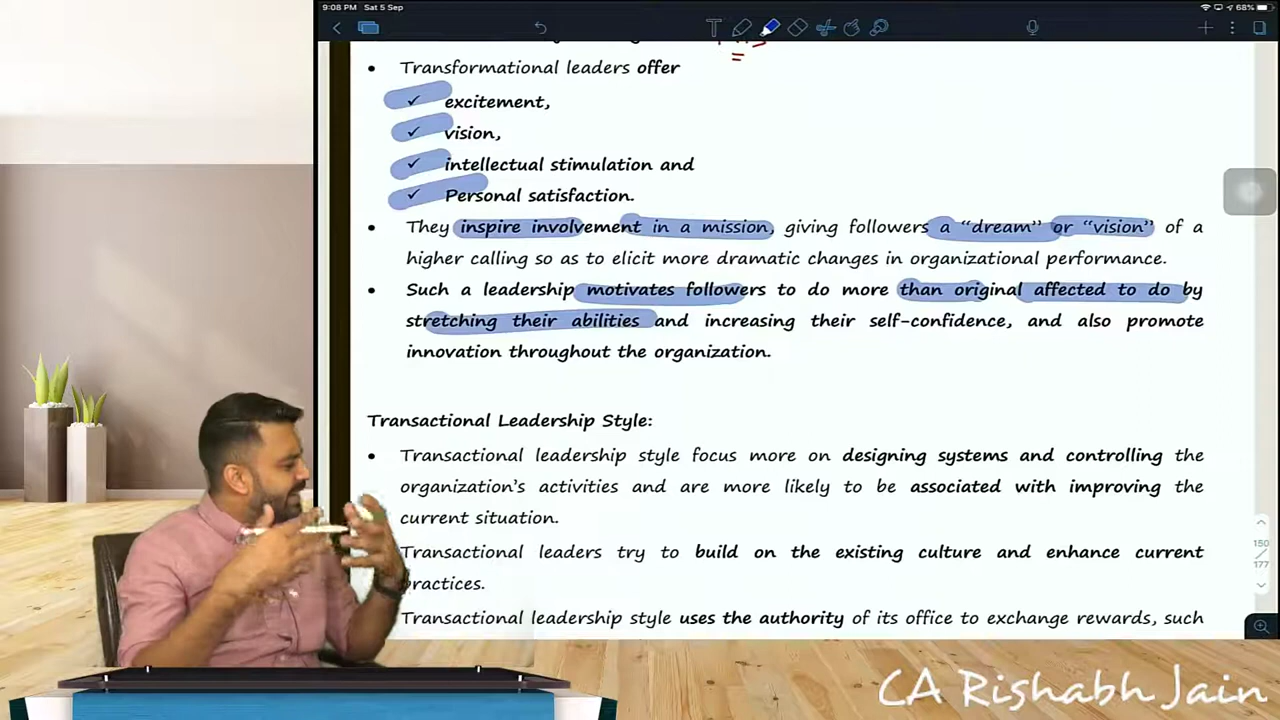 9:08 PM Sat 5 Sep
68%
Transformational leaders offer
✓ excitement,
✓ vision,
✓ intellectual stimulation and
✓ Personal satisfaction.
• They inspire involvement in a mission, giving followers a “dream” or “vision” of a
higher calling so as to elicit more dramatic changes in organizational performance.
• Such a leadership motivates followers to do more than original affected to do by
stretching their abilities and increasing their self-confidence, and also promote
innovation throughout the organization.
Transactional Leadership Style:
• Transactional leadership style focus more on designing systems and controlling the
organization’s activities and are more likely to be associated with improving the
current situation.
Transactional leaders try to build on the existing culture and enhance current
practices.
Transactional leadership style uses the authority of its office to exchange rewards, such
150
177
CA Rishabh Jain